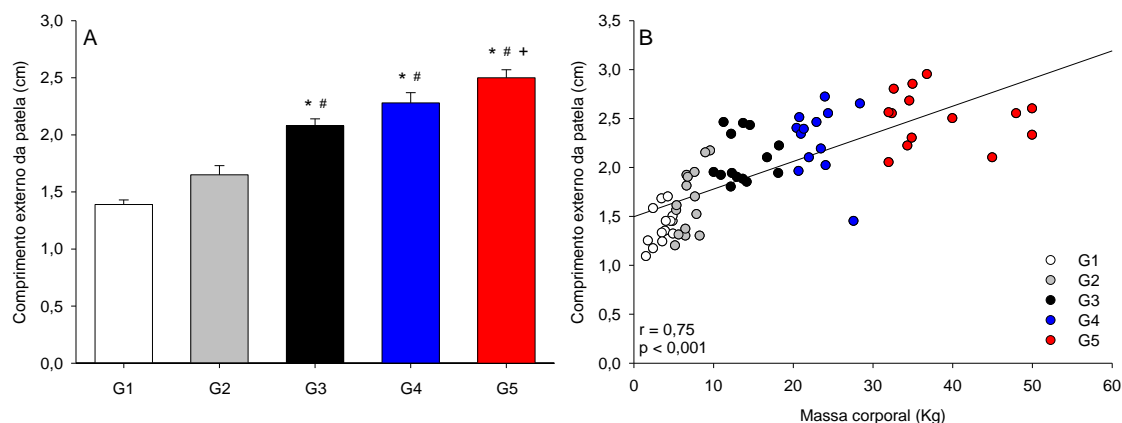 A
Comprimento externo da patela (cm)
3,0
2,5
2,0
1,5
1,0
0,5
0,0
* #
* #
* # +
G1 G2 G3 G4 G5
B
Comprimento externo da patela (cm)
3,5
3,0
2,5
2,0
1,5
1,0
0,5
0,0
G1
G2
G3
G4
G5
r = 0,75
p < 0,001
0 10 20 30 40 50 60
Massa corporal (Kg)